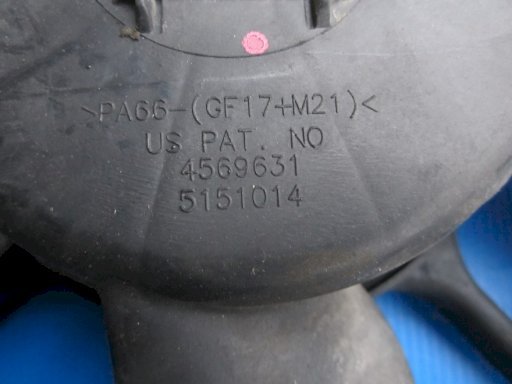 >PA66-(GF17+M21)<
US PAT. NO
4569631
5151014